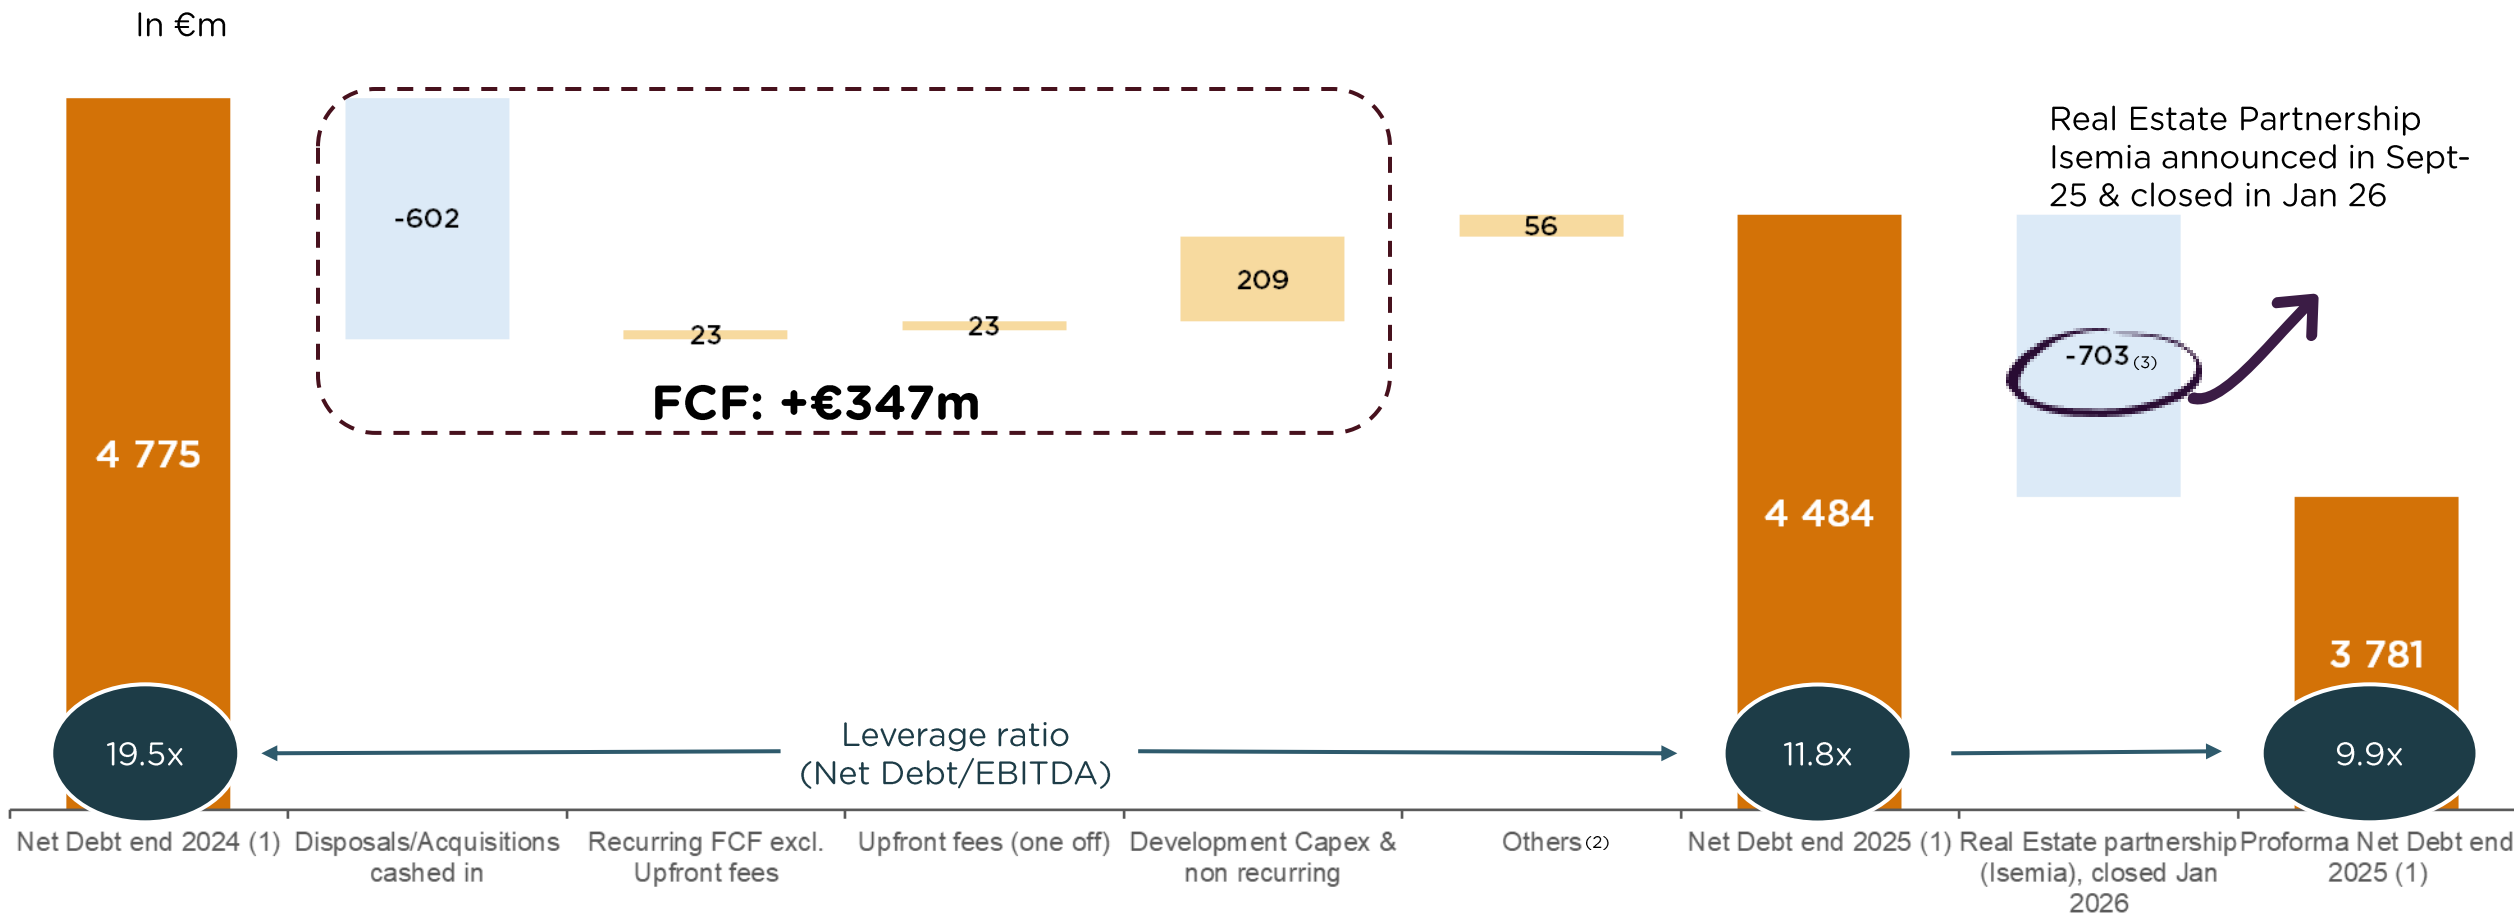 In €m
Real Estate Partnership
Isemia announced in Sept-
25 & closed in Jan 26
-602
56
209
23
23
-703 (3)
FCF: +€347m
4 775
4 484
3 781
Leverage ratio
(Net Debt/EBITDA)
19.5x
11.8x
9.9x
Net Debt end 2024 (1)
Disposals/Acquisitions
cashed in
Recurring FCF excl.
Upfront fees
Upfront fees (one off)
Development Capex &
non recurring
Others (2)
Net Debt end 2025 (1)
Real Estate partnership
(Isemia), closed Jan
2026
Proforma Net Debt end
2025 (1)